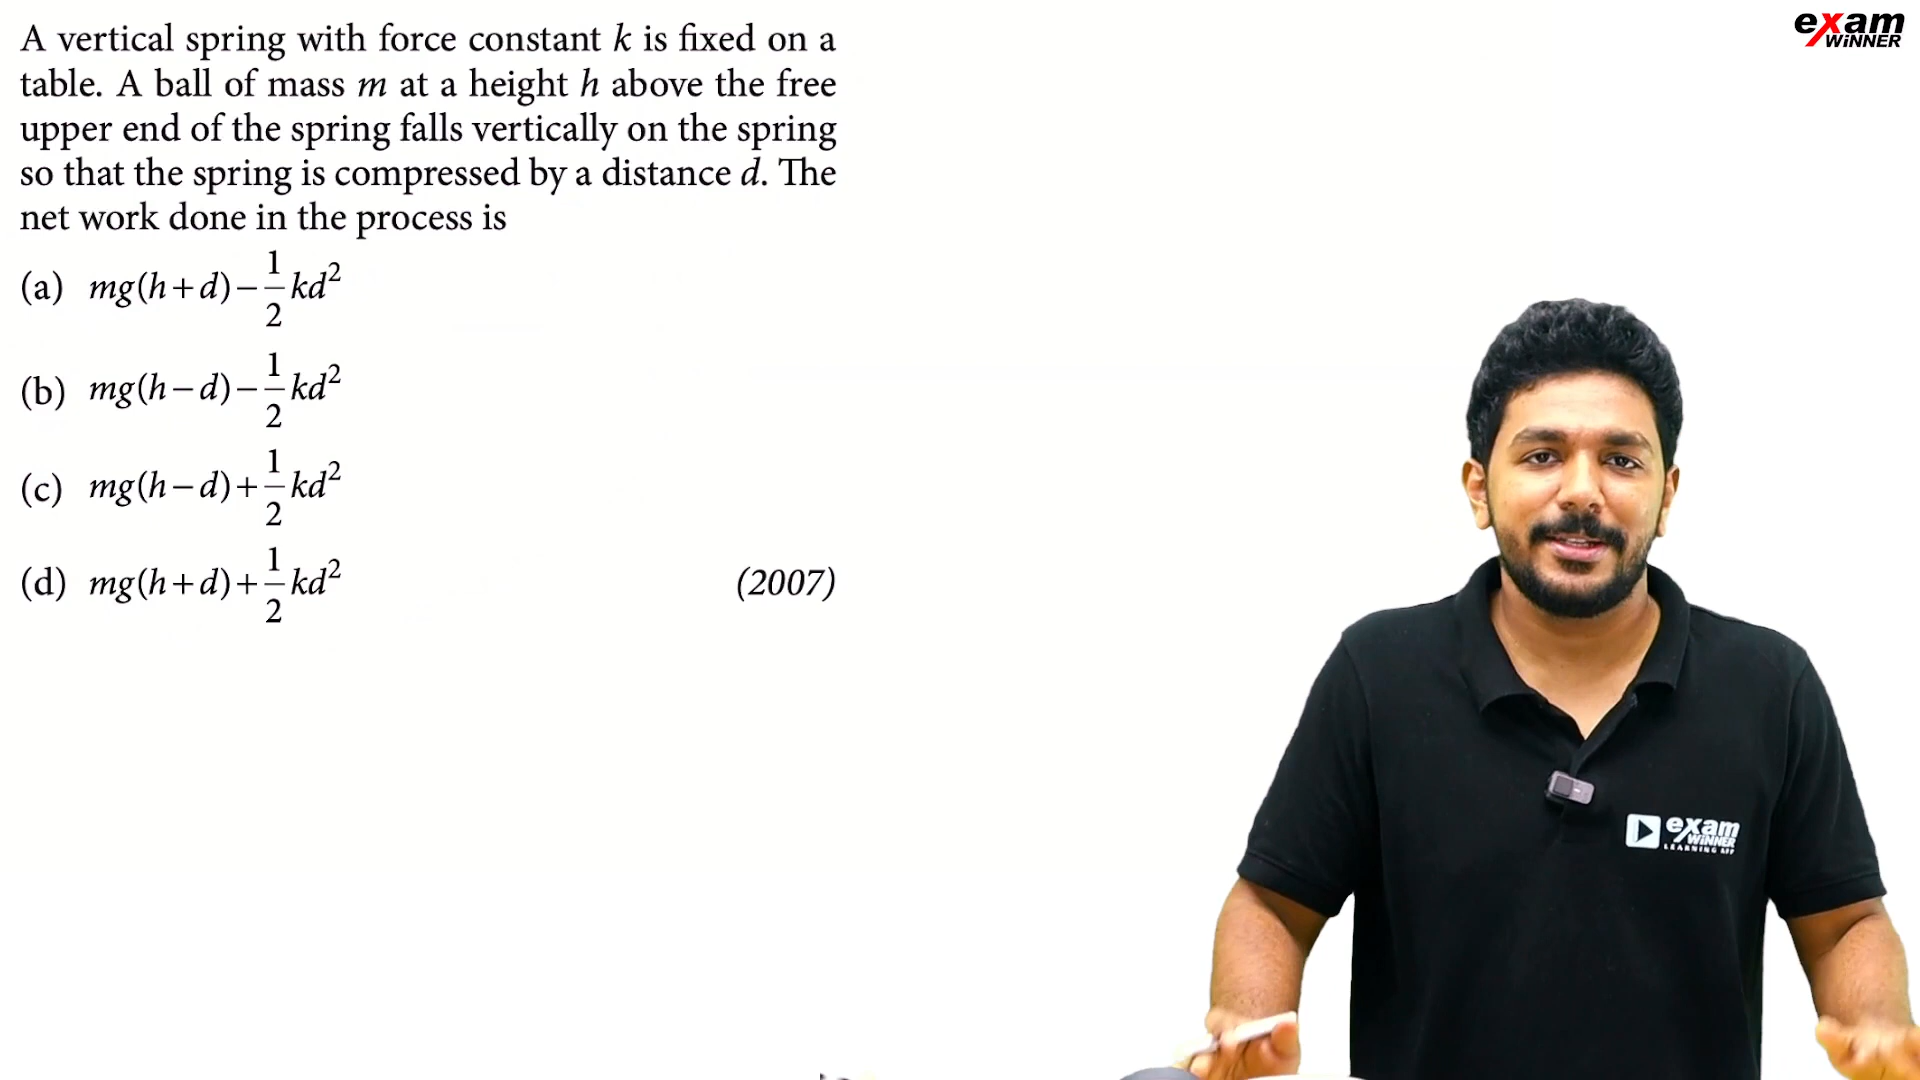 A vertical spring with force constant k is fixed on a
table. A ball of mass m at a height h above the free
upper end of the spring falls vertically on the spring
so that the spring is compressed by a distance d. The
net work done in the process is
(a) mg(h+d)−1/2 kd²
(b) mg(h−d)−1/2 kd²
(c) mg(h−d)+1/2 kd²
(d) mg(h+d)+1/2 kd² (2007)
exam
WiNNER
exam
WiNNER
LEARNING APP